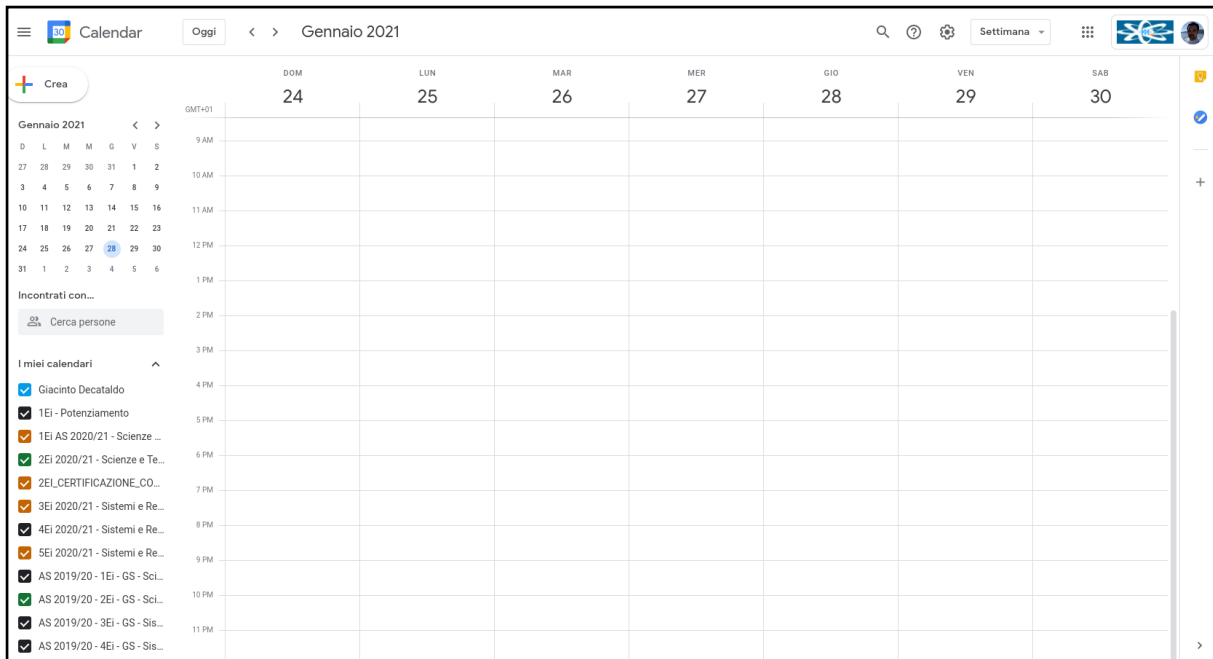 30 Calendar Oggi Gennaio 2021 Settimana
Crea
Gennaio 2021
D L M M G V S
27 28 29 30 31 1 2
3 4 5 6 7 8 9
10 11 12 13 14 15 16
17 18 19 20 21 22 23
24 25 26 27 28 29 30
31 1 2 3 4 5 6
Incontrati con...
Cerca persone
I miei calendari
Giacinto Decataldo
1Ei - Potenziamento
1Ei AS 2020/21 - Scienze ...
2Ei 2020/21 - Scienze e Te...
2EI_CERTIFICAZIONE_CO...
3Ei 2020/21 - Sistemi e Re...
4Ei 2020/21 - Sistemi e Re...
5Ei 2020/21 - Sistemi e Re...
AS 2019/20 - 1Ei - GS - Sci...
AS 2019/20 - 2Ei - GS - Sci...
AS 2019/20 - 3Ei - GS - Sis...
AS 2019/20 - 4Ei - GS - Sis...
DOM LUN MAR MER GIO VEN SAB
24 25 26 27 28 29 30
GMT+01
9 AM
10 AM
11 AM
12 PM
1 PM
2 PM
3 PM
4 PM
5 PM
6 PM
7 PM
8 PM
9 PM
10 PM
11 PM